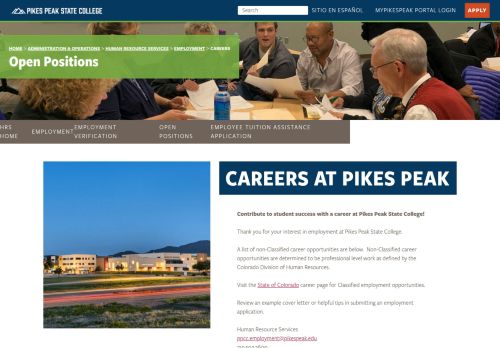 PIKES PEAK STATE COLLEGE
Search
SITIO EN ESPAÑOL
MYPIKESPEAK PORTAL LOGIN
APPLY
HOME > ADMINISTRATION & OPERATIONS > HUMAN RESOURCE SERVICES > EMPLOYMENT > CAREERS
Open Positions
HRS HOME
EMPLOYMENT
EMPLOYMENT VERIFICATION
OPEN POSITIONS
EMPLOYEE TUITION ASSISTANCE APPLICATION
CAREERS AT PIKES PEAK
Contribute to student success with a career at Pikes Peak State College!
Thank you for your interest in employment at Pikes Peak State College.
A list of non-Classified career opportunities are below. Non-Classified career
opportunities are determined to be professional level work as defined by the
Colorado Division of Human Resources.
Visit the State of Colorado career page for Classified employment opportunities.
Review an example cover letter or helpful tips in submitting an employment
application.
Human Resource Services
ppcc.employment@pikespeak.edu